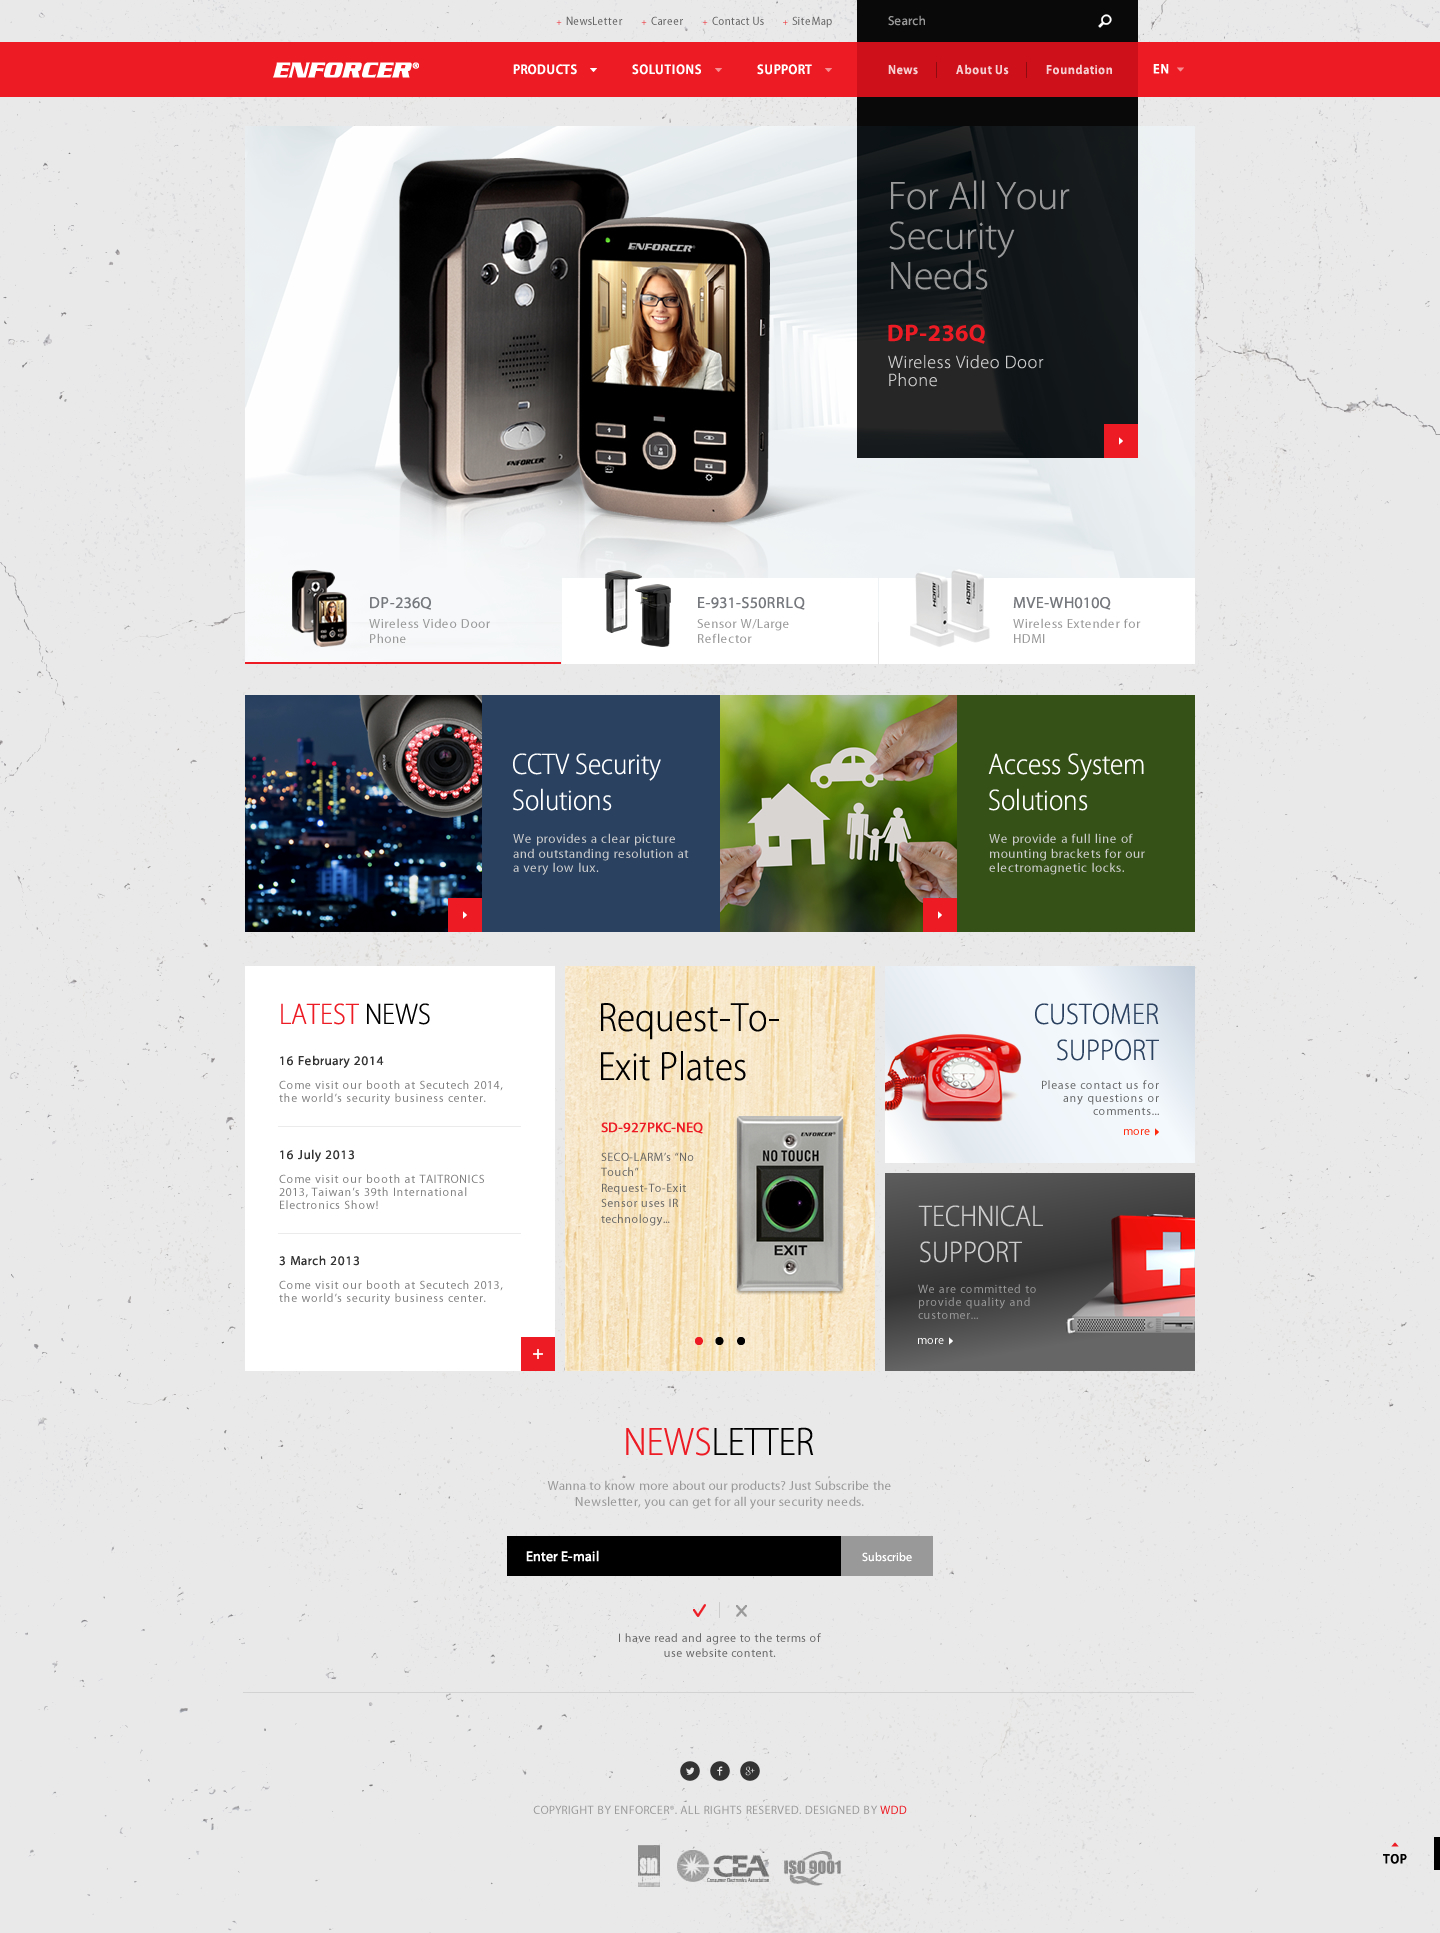 + NewsLetter + Career + Contact Us + SiteMap Search
ENFORCER® PRODUCTS SOLUTIONS SUPPORT News About Us Foundation EN
For All Your
Security
Needs
DP-236Q
Wireless Video Door
Phone
ENFORCER®
ENFORCER
DP-236Q
Wireless Video Door
Phone
E-931-S50RRLQ
Sensor W/Large
Reflector
HDMI
HDMI
MVE-WH010Q
Wireless Extender for
HDMI
CCTV Security
Solutions
We provides a clear picture
and outstanding resolution at
a very low lux.
Access System
Solutions
We provide a full line of
mounting brackets for our
electromagnetic locks.
LATEST NEWS
16 February 2014
Come visit our booth at Secutech 2014,
the world's security business center.
16 July 2013
Come visit our booth at TAITRONICS
2013, Taiwan's 39th International
Electronics Show!
3 March 2013
Come visit our booth at Secutech 2013,
the world's security business center.
Request-To-
Exit Plates
SD-927PKC-NEQ
SECO-LARM's “No
Touch”
Request-To-Exit
Sensor uses IR
technology...
ENFORCER®
NO TOUCH
EXIT
CUSTOMER
SUPPORT
Please contact us for
any questions or
comments...
more
TECHNICAL
SUPPORT
We are committed to
provide quality and
customer...
more
NEWSLETTER
Wanna to know more about our products? Just Subscribe the
Newsletter, you can get for all your security needs.
Enter E-mail Subscribe
I have read and agree to the terms of
use website content.
COPYRIGHT BY ENFORCER®. ALL RIGHTS RESERVED. DESIGNED BY WDD
sm CEA ISO 9001
Consumer Electronics Association
TOP